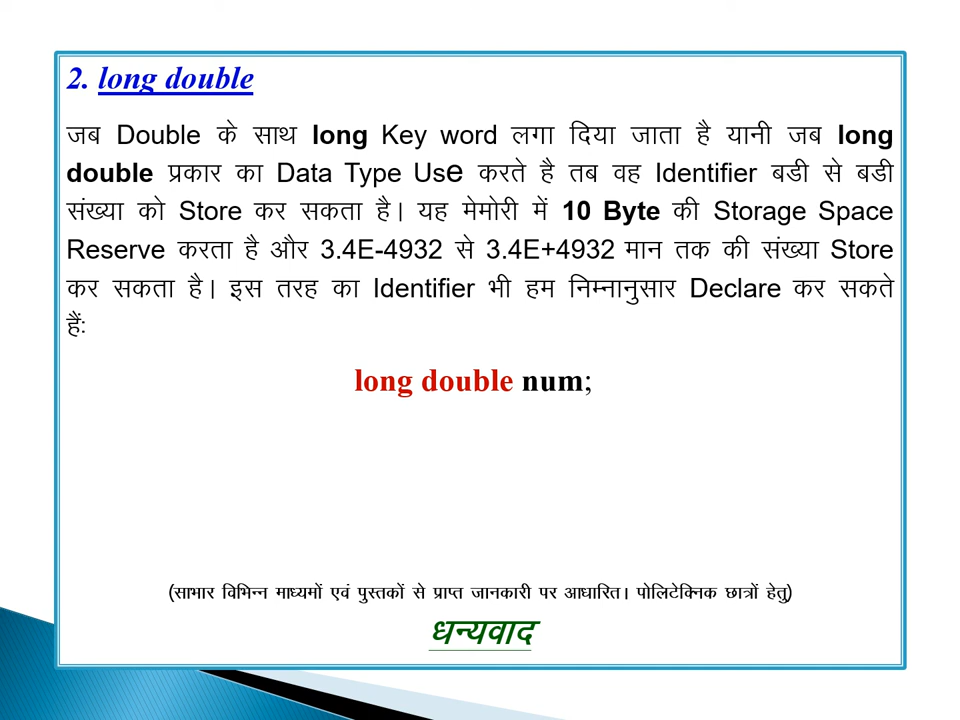 2. long double
जब Double के साथ long Key word लगा दिया जाता है यानी जब long
double प्रकार का Data Type Use करते है तब वह Identifier बडी से बडी
संख्या को Store कर सकता है। यह मेमोरी में 10 Byte की Storage Space
Reserve करता है और 3.4E-4932 से 3.4E+4932 मान तक की संख्या Store
कर सकता है। इस तरह का Identifier भी हम निम्नानुसार Declare कर सकते
हैं:
long double num;
(साभार विभिन्न माध्यमों एवं पुस्तकों से प्राप्त जानकारी पर आधारित। पोलिटेक्निक छात्रों हेतु)
धन्यवाद